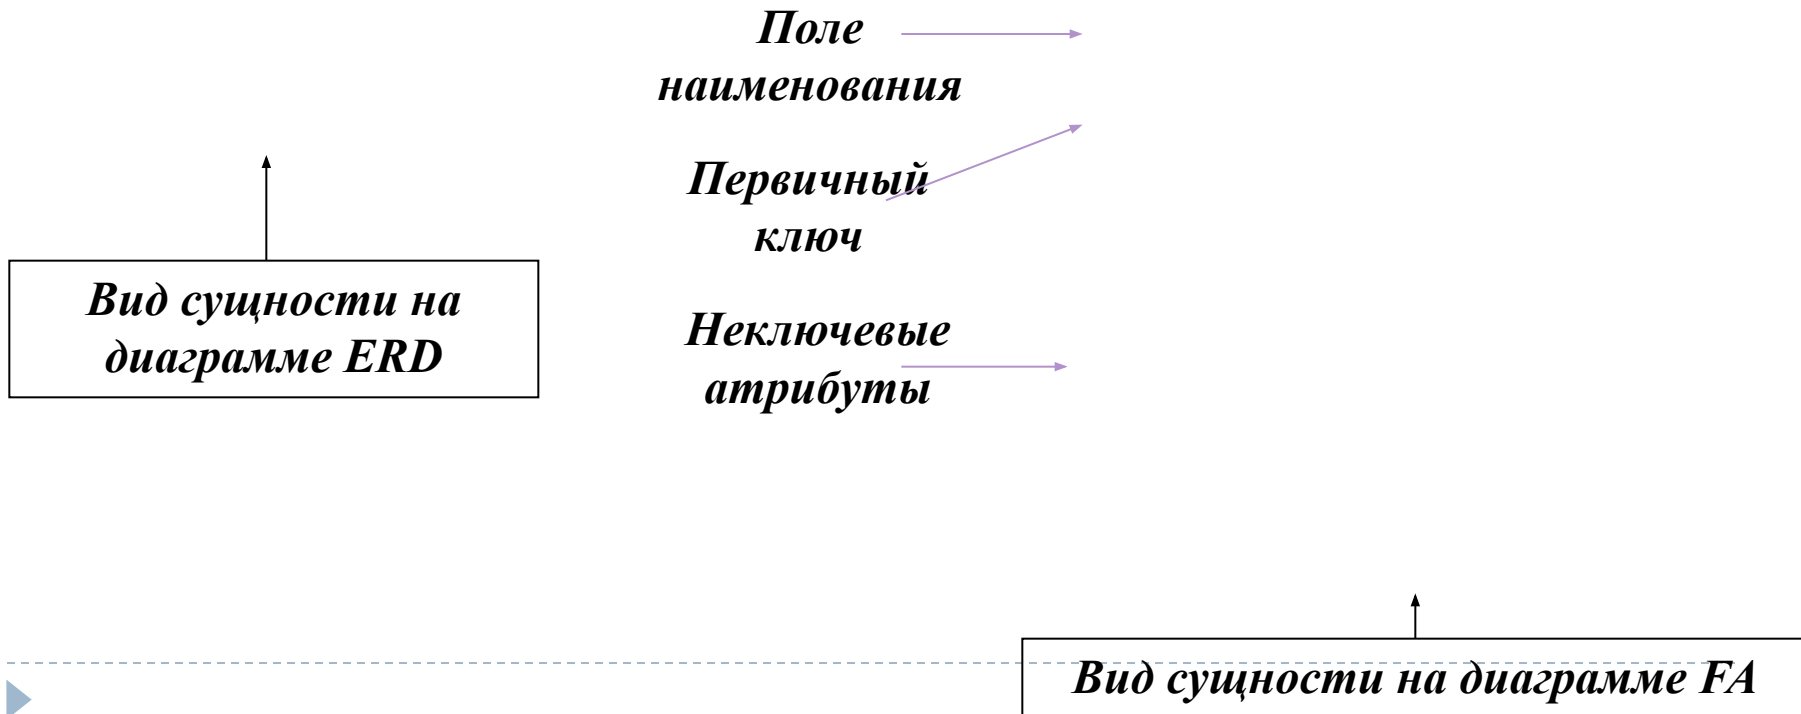 Поле
наименования
Первичный
ключ
Вид сущности на
диаграмме ERD
Неключевые
атрибуты
Вид сущности на диаграмме FA